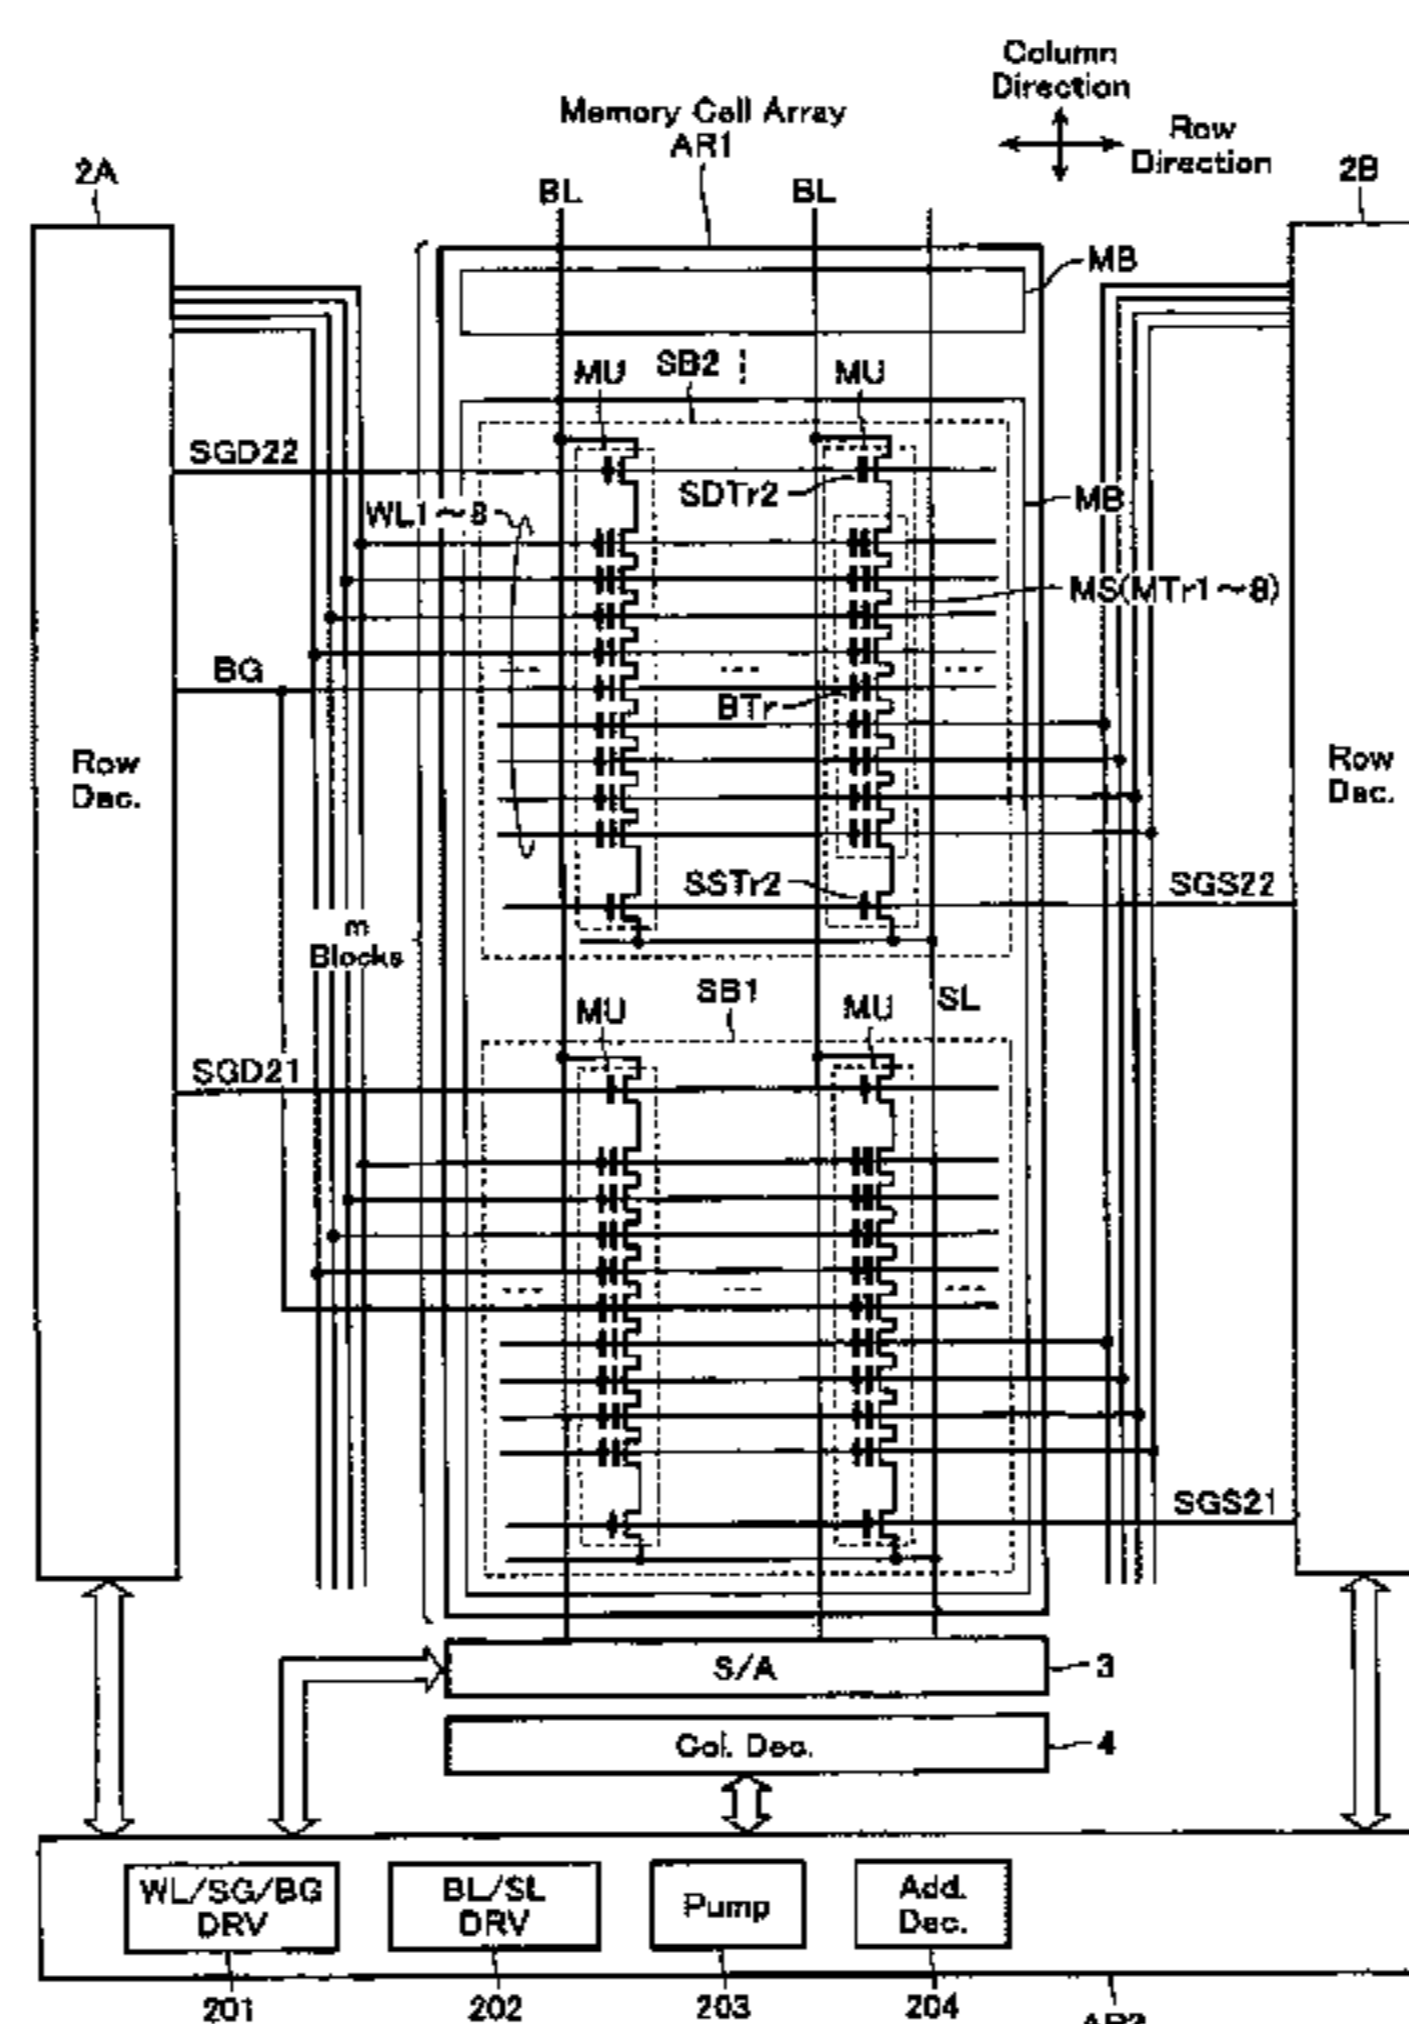 Column
Direction
Row
Direction
Memory Cell Array
AR1
2A
2B
BL
BL
MB
MU
SB2
MU
SGD22
SDTr2
MB
WL1～8
MS(MTr1～8)
BG
BTr
Row
Dec.
Row
Dec.
SSTr2
SGS22
m
Blocks
MU
SB1
MU
SL
SGD21
SGS21
S/A
3
Col. Dec.
4
WL/SG/BG
DRV
BL/SL
DRV
Pump
Add.
Dec.
201
202
203
204